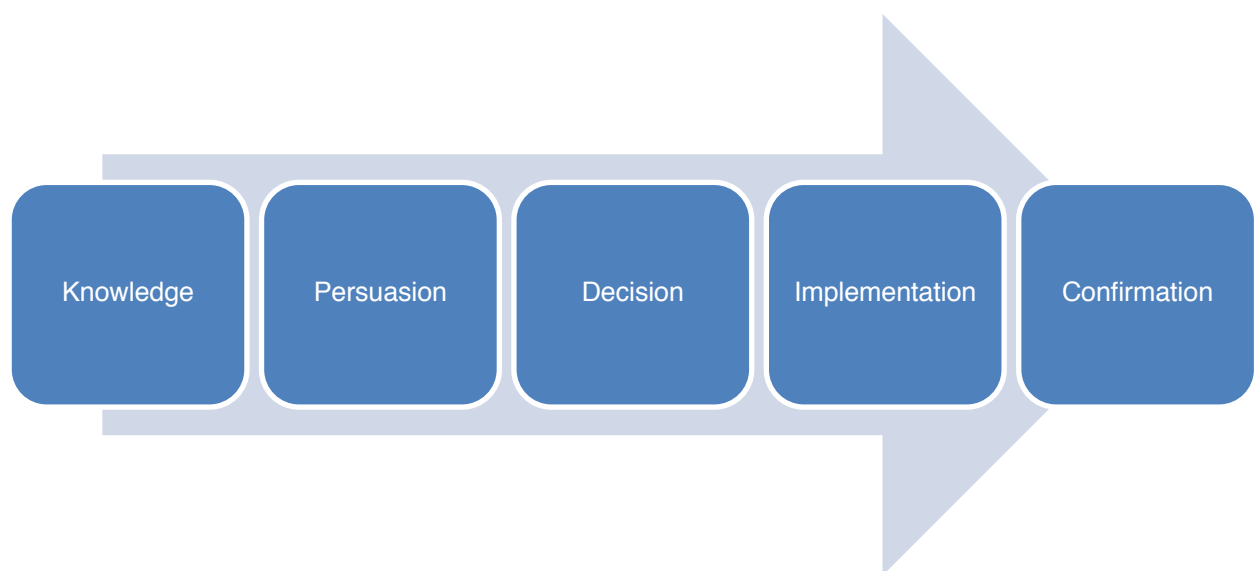 Knowledge
Persuasion
Decision
Implementation
Confirmation